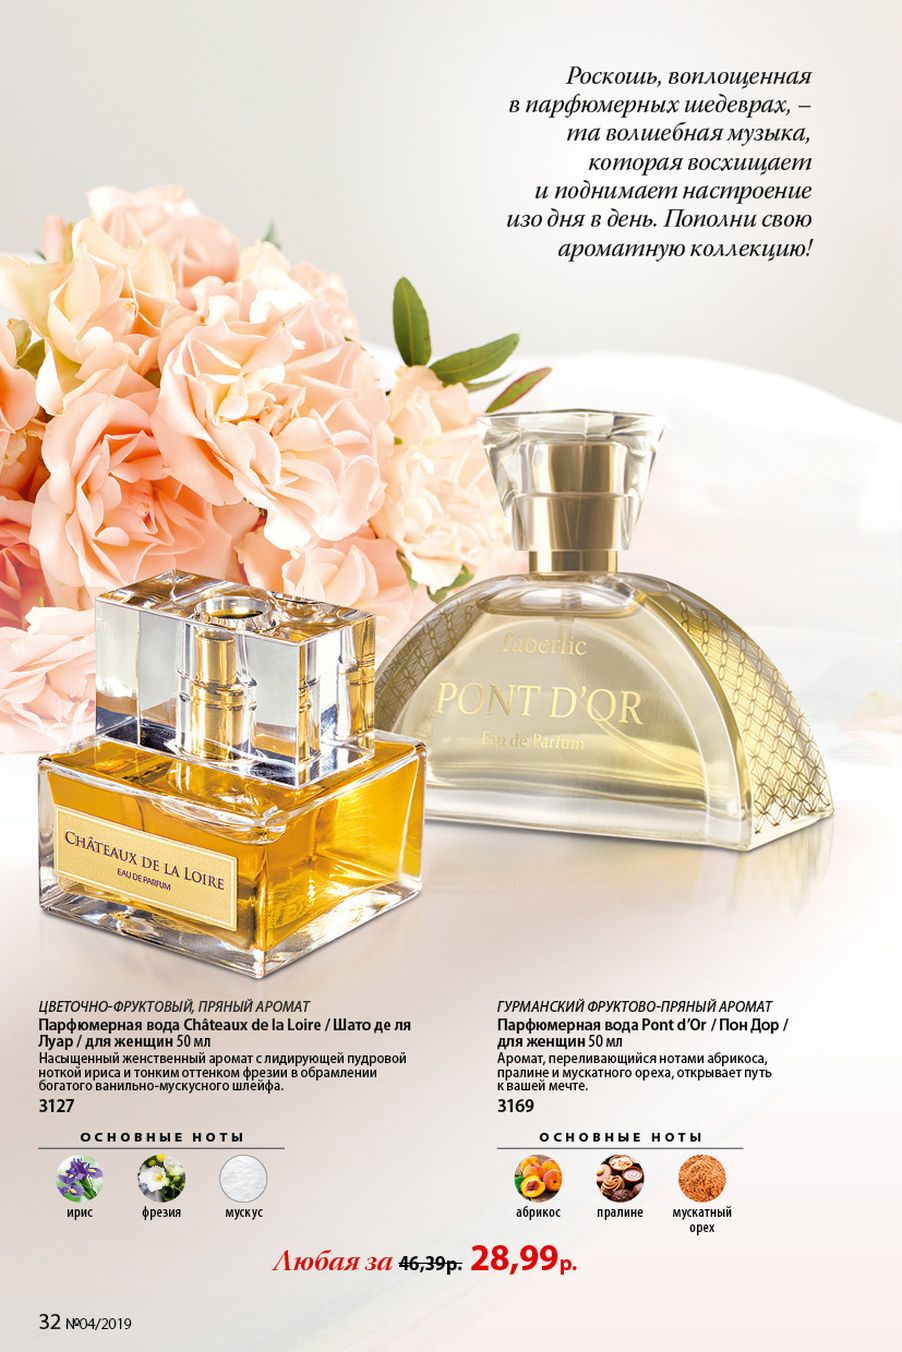 Роскошь, воплощенная
в парфюмерных шедеврах, –
та волшебная музыка,
которая восхищает
и поднимает настроение
изо дня в день. Пополни свою
ароматную коллекцию!
faberlic
PONT D'OR
Eau de Parfum
CHÂTEAUX DE LA LOIRE
EAU DE PARFUM
ЦВЕТОЧНО-ФРУКТОВЫЙ, ПРЯНЫЙ АРОМАТ
Парфюмерная вода Châteaux de la Loire / Шато де ля
Луар / для женщин 50 мл
Насыщенный женственный аромат с лидирующей пудровой
ноткой ириса и тонким оттенком фрезии в обрамлении
богатого ванильно-мускусного шлейфа.
3127
ОСНОВНЫЕ НОТЫ
ирис фрезия мускус
ГУРМАНСКИЙ ФРУКТОВО-ПРЯНЫЙ АРОМАТ
Парфюмерная вода Pont d'Or / Пон Дор /
для женщин 50 мл
Аромат, переливающийся нотами абрикоса,
пралине и мускатного ореха, открывает путь
к вашей мечте.
3169
ОСНОВНЫЕ НОТЫ
абрикос пралине мускатный
орех
Любая за 46,39р. 28,99р.
32 №04/2019